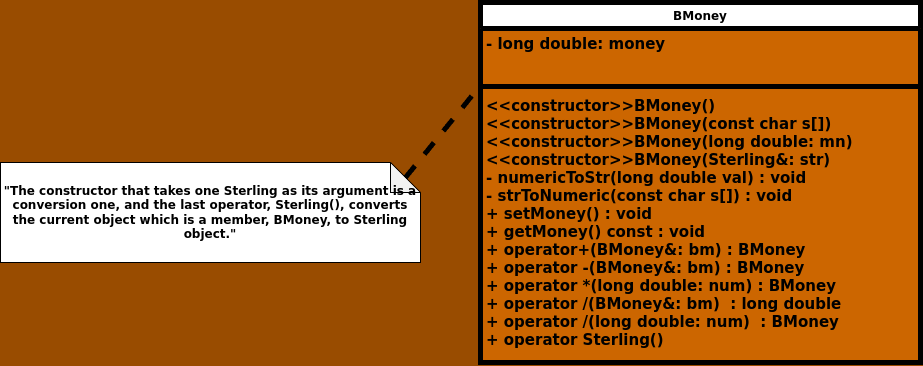 BMoney
- long double: money
<<constructor>>BMoney()
<<constructor>>BMoney(const char s[])
<<constructor>>BMoney(long double: mn)
<<constructor>>BMoney(Sterling&: str)
- numericToStr(long double val) : void
- strToNumeric(const char s[]) : void
+ setMoney() : void
+ getMoney() const : void
+ operator+(BMoney&: bm) : BMoney
+ operator -(BMoney&: bm) : BMoney
+ operator *(long double: num) : BMoney
+ operator /(BMoney&: bm)  : long double
+ operator /(long double: num)  : BMoney
+ operator Sterling()
"The constructor that takes one Sterling as its argument is a
conversion one, and the last operator, Sterling(), converts
the current object which is a member, BMoney, to Sterling
object."